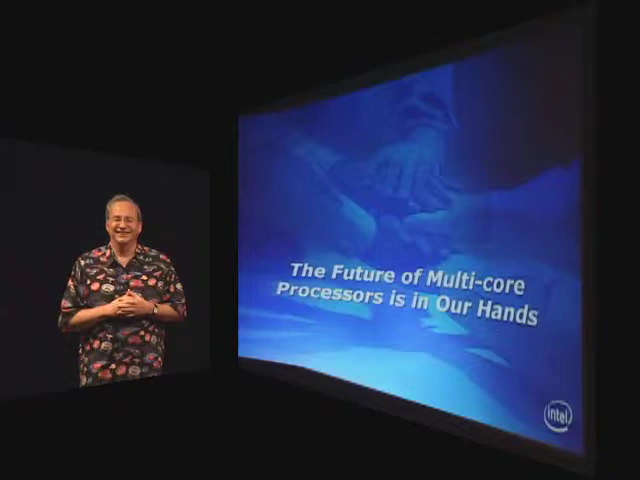 The Future of Multi-core
Processors is in Our Hands
intel